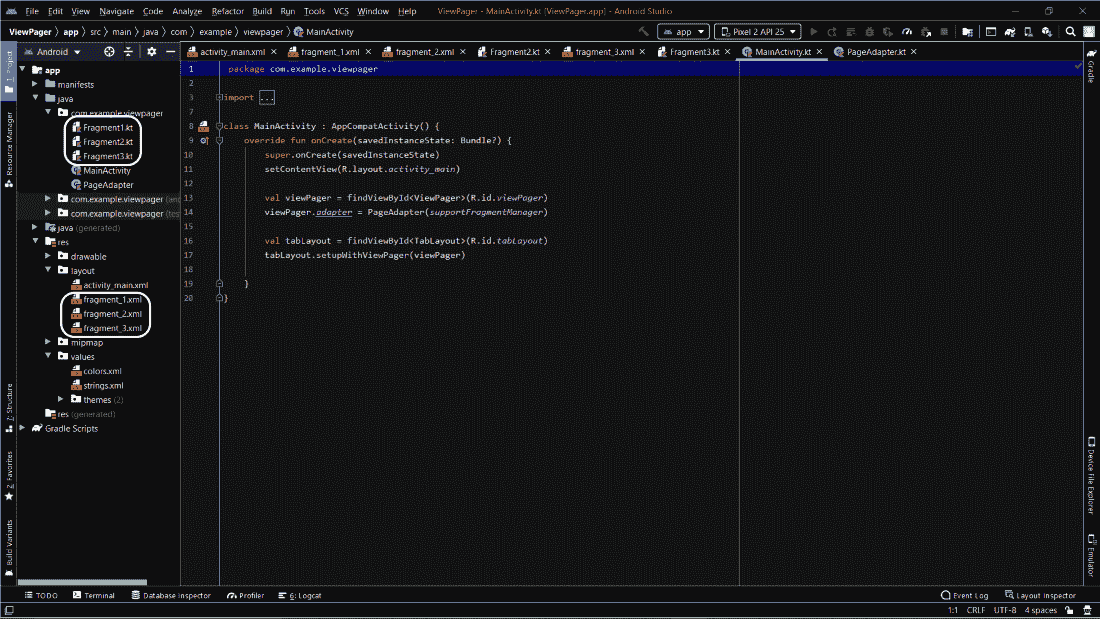 File Edit View Navigate Code Analyze Refactor Build Run Tools VCS Window Help ViewPager - MainActivity.kt [ViewPager.app] - Android Studio
ViewPager app src main java com example viewpager MainActivity app Pixel 2 API 25
Android activity_main.xml fragment_1.xml fragment_2.xml Fragment2.kt fragment_3.xml Fragment3.kt MainActivity.kt PageAdapter.kt
1: Project
Resource Manager
7: Structure
2: Favorites
Build Variants
app
manifests
java
com.example.viewpager
Fragment1.kt
Fragment2.kt
Fragment3.kt
MainActivity
PageAdapter
com.example.viewpager (an
com.example.viewpager (tes
java (generated)
res
drawable
layout
activity_main.xml
fragment_1.xml
fragment_2.xml
fragment_3.xml
mipmap
values
colors.xml
strings.xml
themes (2)
res (generated)
Gradle Scripts
1 package com.example.viewpager
2
3 import ...
7
8 class MainActivity : AppCompatActivity() {
9 override fun onCreate(savedInstanceState: Bundle?) {
10 super.onCreate(savedInstanceState)
11 setContentView(R.layout.activity_main)
12
13 val viewPager = findViewById<ViewPager>(R.id.viewPager)
14 viewPager.adapter = PageAdapter(supportFragmentManager)
15
16 val tabLayout = findViewById<TabLayout>(R.id.tabLayout)
17 tabLayout.setupWithViewPager(viewPager)
18
19 }
20 }
Gradle
Device File Explorer
Emulator
TODO Terminal Database Inspector Profiler 6: Logcat Event Log Layout Inspector
1:1 CRLF UTF-8 4 spaces